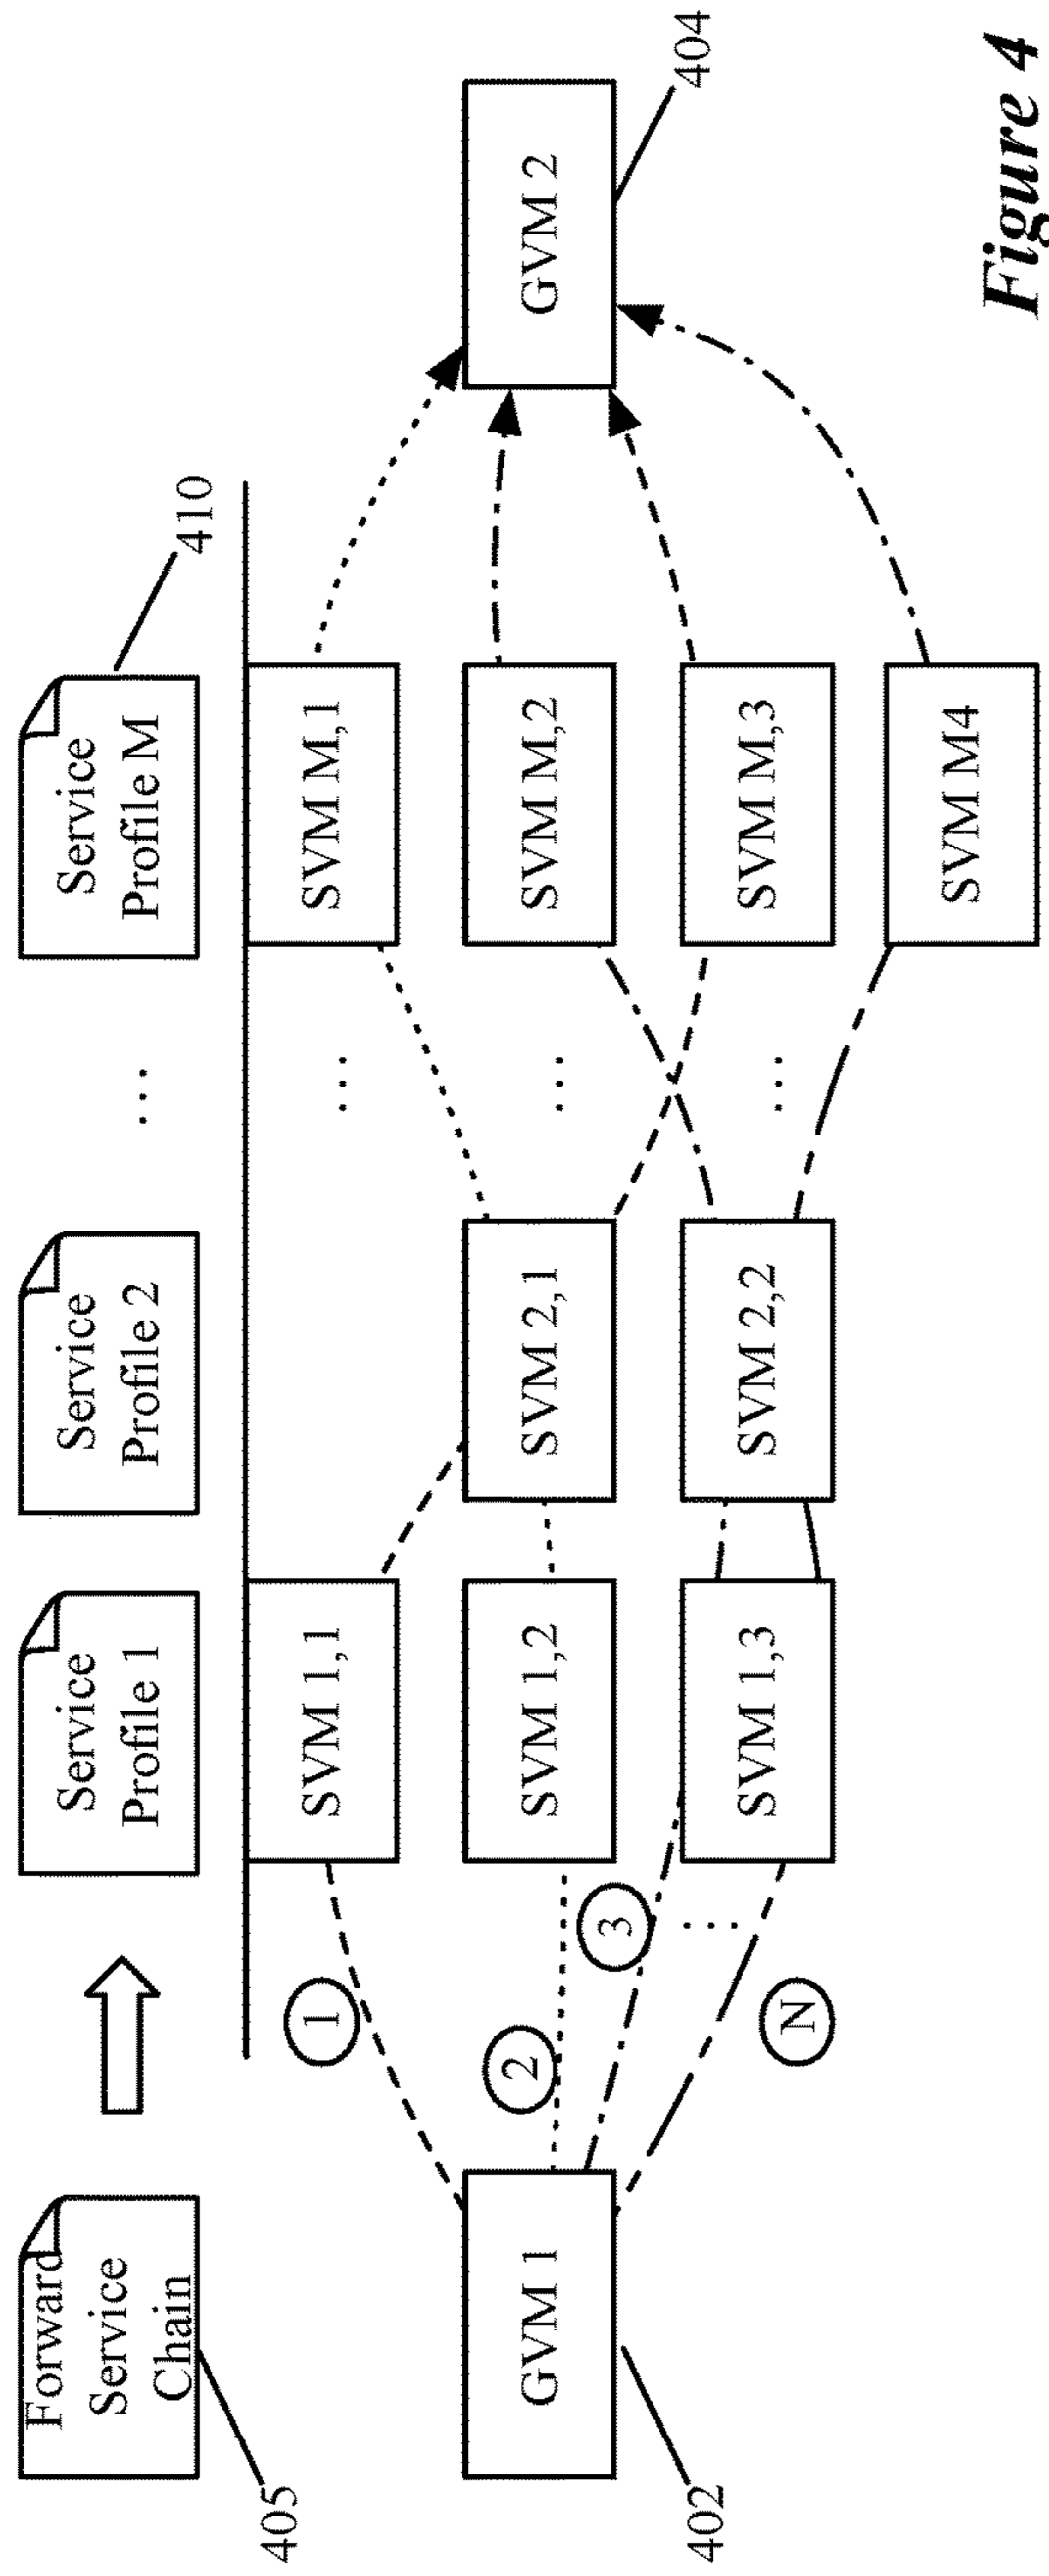 Forward
Service
Chain
405
Service
Profile 1
Service
Profile 2
...
Service
Profile M
410
GVM 1
402
1
2
3
...
N
SVM 1,1
SVM 1,2
SVM 1,3
SVM 2,1
SVM 2,2
...
...
...
SVM M,1
SVM M,2
SVM M,3
SVM M4
GVM 2
404
Figure 4